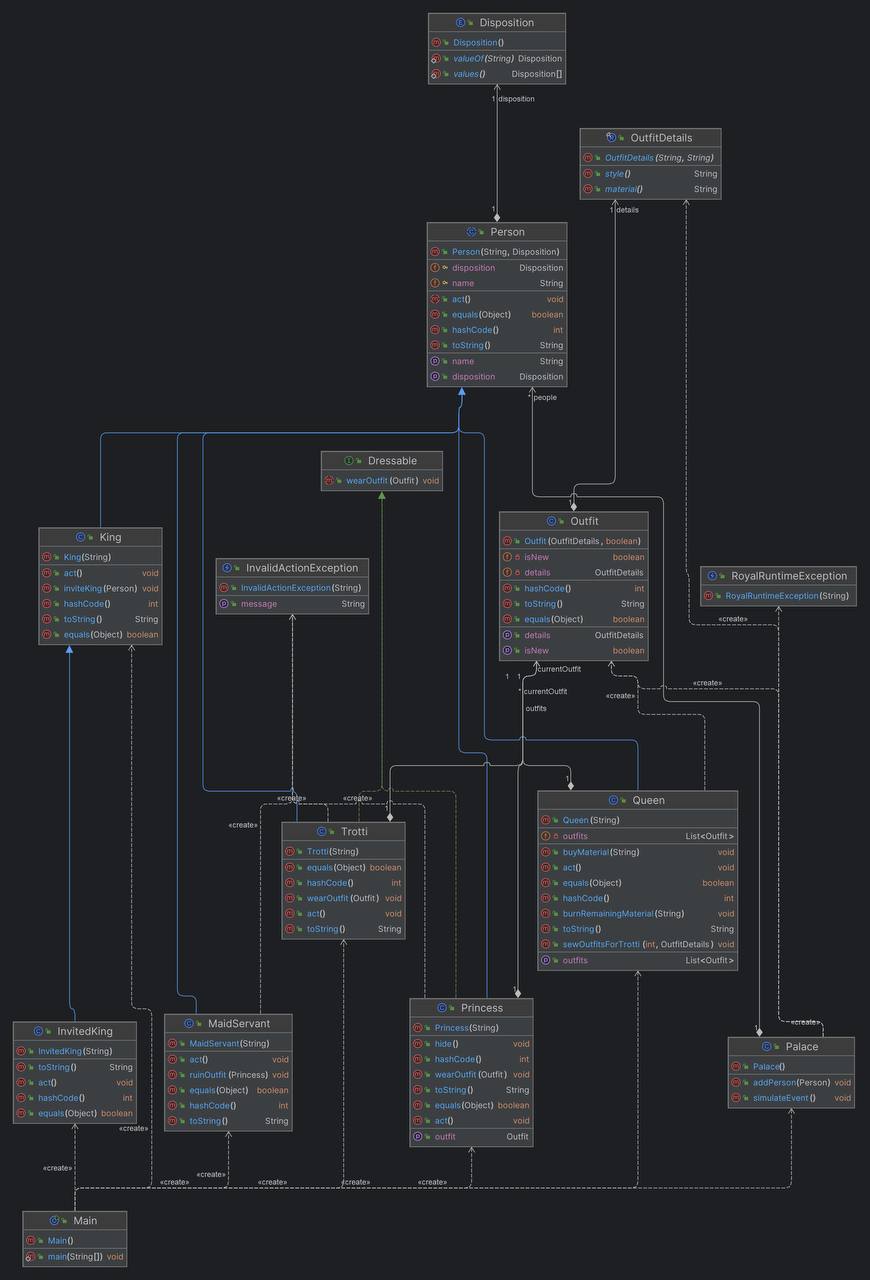 Disposition
Disposition()
valueOf(String) Disposition
values() Disposition[]
1 disposition
OutfitDetails
OutfitDetails (String, String)
style() String
material() String
1 details
1
Person
Person(String, Disposition)
disposition Disposition
name String
act() void
equals(Object) boolean
hashCode() int
toString() String
name String
disposition Disposition
* people
Dressable
wearOutfit (Outfit) void
1
Outfit
Outfit (OutfitDetails, boolean)
isNew boolean
details OutfitDetails
hashCode() int
toString() String
equals(Object) boolean
details OutfitDetails
isNew boolean
King
King(String)
act() void
inviteKing(Person) void
hashCode() int
toString() String
equals(Object) boolean
InvalidActionException
InvalidActionException(String)
message String
RoyalRuntimeException
RoyalRuntimeException(String)
«create»
currentOutfit
1 1
* currentOutfit
outfits
«create»
«create»
1
Queen
Queen(String)
outfits List<Outfit>
buyMaterial(String) void
act() void
equals(Object) boolean
hashCode() int
burnRemainingMaterial(String) void
toString() String
sewOutfitsForTrotti (int, OutfitDetails) void
outfits List<Outfit>
«create» «create»
«create»
1
Trotti
Trotti(String)
equals(Object) boolean
hashCode() int
wearOutfit (Outfit) void
act() void
toString() String
1
Princess
Princess(String)
hide() void
hashCode() int
wearOutfit (Outfit) void
toString() String
equals(Object) boolean
act() void
outfit Outfit
InvitedKing
InvitedKing(String)
toString() String
act() void
hashCode() int
equals(Object) boolean
MaidServant
MaidServant(String)
act() void
ruinOutfit (Princess) void
equals(Object) boolean
hashCode() int
toString() String
«create»
1
Palace
Palace()
addPerson(Person) void
simulateEvent() void
«create»
«create»
«create»
«create» «create» «create» «create»
Main
Main()
main(String[]) void